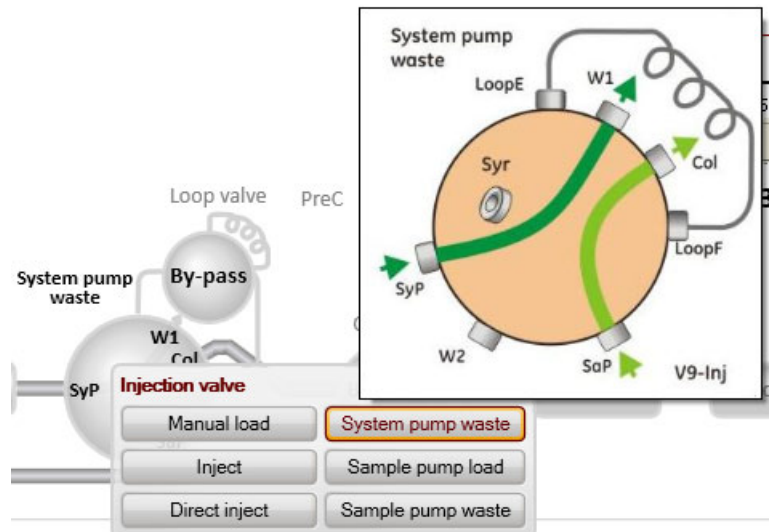 System pump
waste
LoopE
W1
Col
Syr
LoopF
SyP
W2
SaP
V9-Inj
Loop valve
PreC
By-pass
System pump
waste
W1
Col
SyP
Injection valve
Manual load
System pump waste
Inject
Sample pump load
Direct inject
Sample pump waste